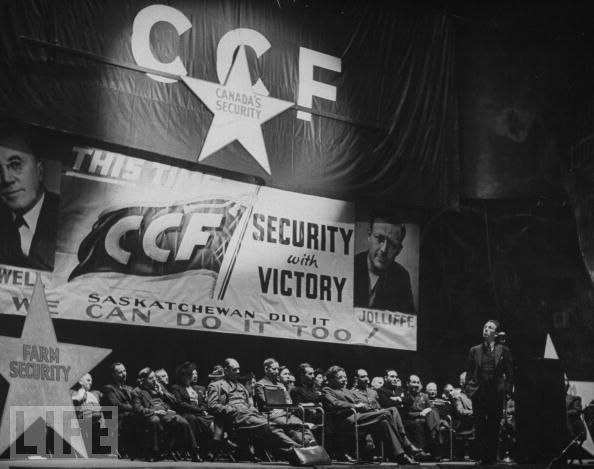 CCF
CANADA'S
SECURITY
THIS TIME
CCF
SECURITY
with
VICTORY
WELL
JOLLIFFE
SASKATCHEWAN DID IT
WE CAN DO IT TOO!
FARM
SECURITY
LIFE